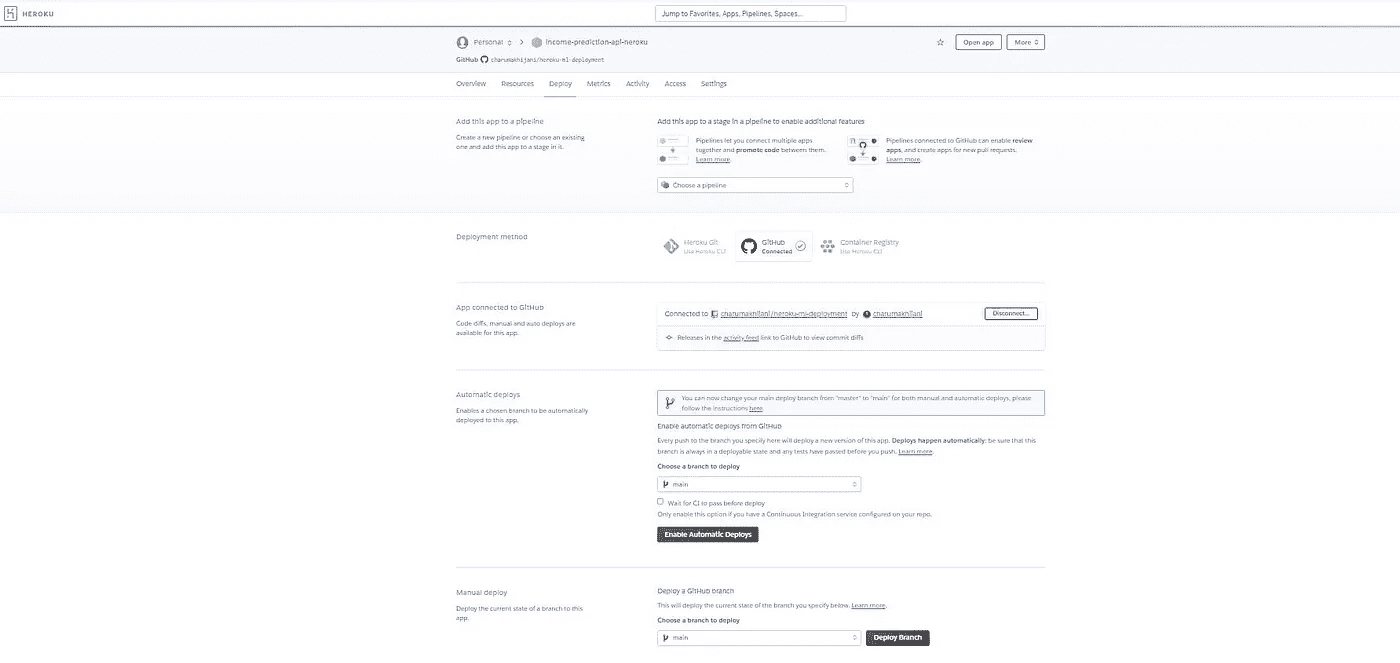 HEROKU
Jump to Favorites, Apps, Pipelines, Spaces...
Personal
income-prediction-api-heroku
Open app
More
GitHub charumakhijani/heroku-ml-deployment
Overview
Resources
Deploy
Metrics
Activity
Access
Settings
Add this app to a pipeline
Create a new pipeline or choose an existing
one and add this app to a stage in it.
Add this app to a stage in a pipeline to enable additional features
Pipelines let you connect multiple apps
together and promote code between them.
Learn more.
Pipelines connected to GitHub can enable review
apps, and create apps for new pull requests.
Learn more.
Choose a pipeline
Deployment method
Heroku Git
Use Heroku CLI
GitHub
Connected
Container Registry
Use Heroku CLI
App connected to GitHub
Code diffs, manual and auto deploys are
available for this app.
Connected to charumakhijani/heroku-ml-deployment by charumakhijani
Disconnect...
Releases in the activity feed link to GitHub to view commit diffs
Automatic deploys
Enables a chosen branch to be automatically
deployed to this app.
You can now change your main deploy branch from "master" to "main" for both manual and automatic deploys, please
follow the instructions here.
Enable automatic deploys from GitHub
Every push to the branch you specify here will deploy a new version of this app. Deploys happen automatically: be sure that this
branch is always in a deployable state and any tests have passed before you push. Learn more.
Choose a branch to deploy
main
Wait for CI to pass before deploy
Only enable this option if you have a Continuous Integration service configured on your repo.
Enable Automatic Deploys
Manual deploy
Deploy the current state of a branch to this
app.
Deploy a GitHub branch
This will deploy the current state of the branch you specify below. Learn more.
Choose a branch to deploy
main
Deploy Branch